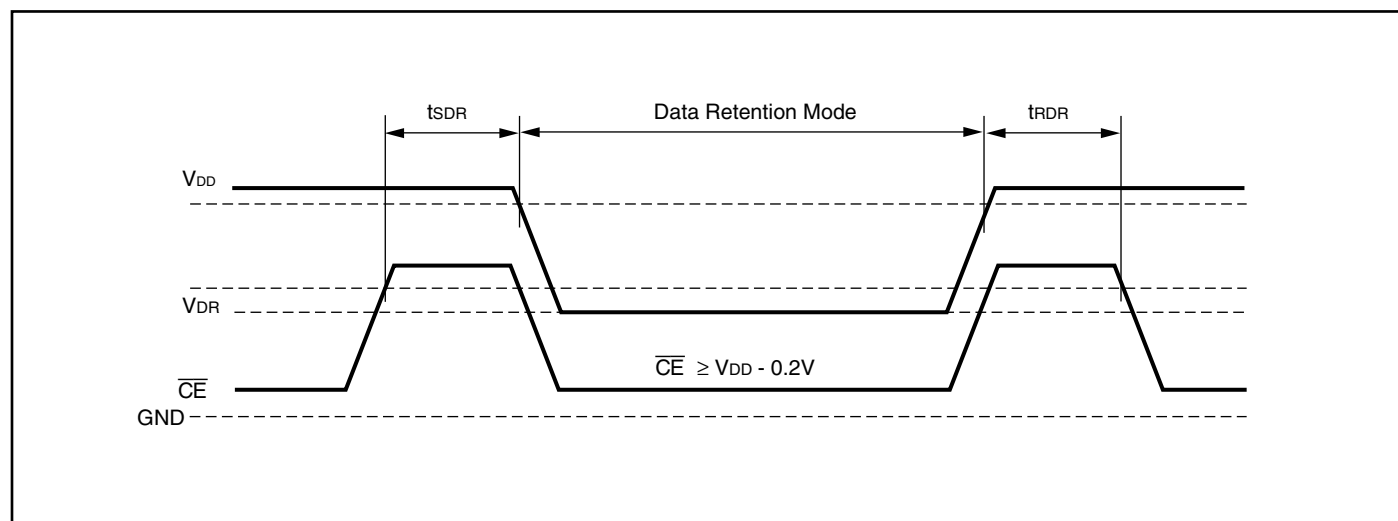 tSDR Data Retention Mode tRDR
VDD
VDR
CE ≥ VDD - 0.2V
CE
GND